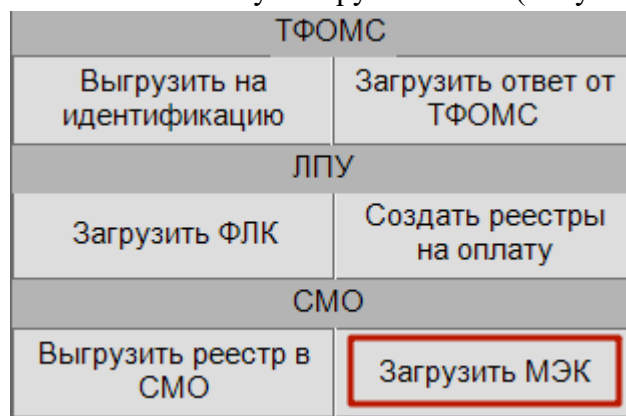 ТФОМС
Выгрузить на
идентификацию
Загрузить ответ от
ТФОМС
ЛПУ
Загрузить ФЛК
Создать реестры
на оплату
СМО
Выгрузить реестр в
СМО
Загрузить МЭК